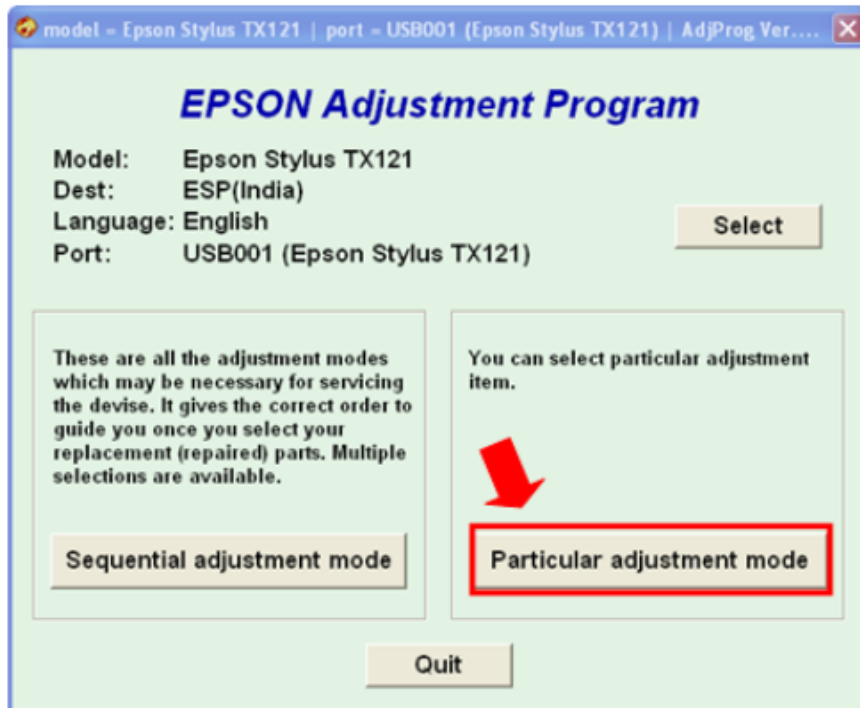 model = Epson Stylus TX121 | port = USB001 (Epson Stylus TX121) | AdjProg Ver....
EPSON Adjustment Program
Model: Epson Stylus TX121
Dest: ESP(India)
Language: English
Port: USB001 (Epson Stylus TX121)
Select
These are all the adjustment modes
which may be necessary for servicing
the devise. It gives the correct order to
guide you once you select your
replacement (repaired) parts. Multiple
selections are available.
Sequential adjustment mode
You can select particular adjustment
item.
Particular adjustment mode
Quit